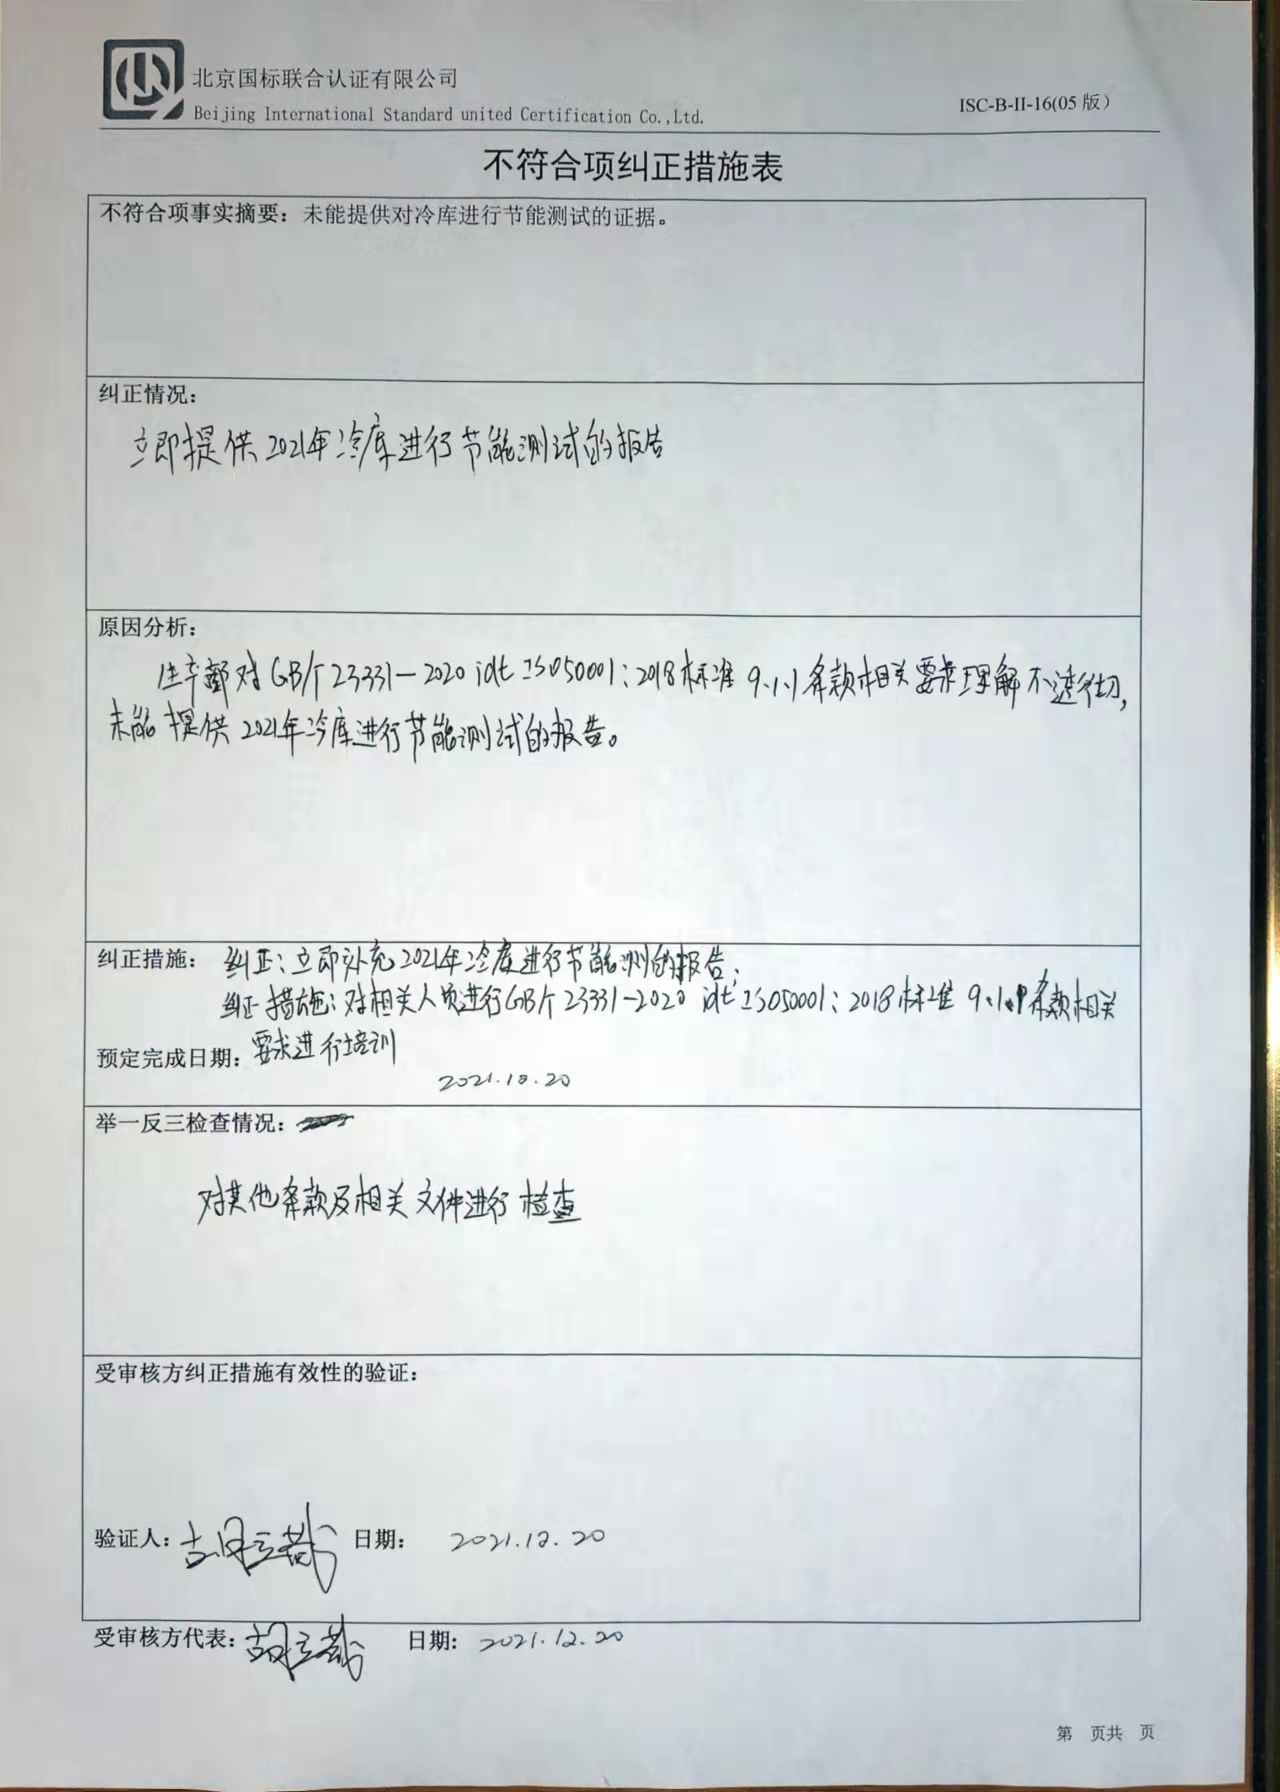 北京国标联合认证有限公司
Beijing International Standard united Certification Co.,Ltd.
ISC-B-II-16(05 版)
不符合项纠正措施表
不符合项事实摘要：未能提供对冷库进行节能测试的证据。
纠正情况：
立即提供2021年冷库进行节能测试的报告
原因分析：
对GB/T 23331-2020 idt ISO50001:2018标准 9.1.1条款相关要求理解不透彻,
未能提供2021年冷库进行节能测试的报告。
纠正措施： 纠正:立即补充2021年冷库进行节能测的报告;
纠正措施:对相关人员进行GB/T 23331-2020 idt ISO50001:2018标准 9.1.1条款相关
预定完成日期：要求进行培训
2021.10.20
举一反三检查情况：
对其他条款及相关文件进行检查
受审核方纠正措施有效性的验证：
验证人： 日期： 2021.12.20
受审核方代表： 日期：2021.12.20
第 页共 页